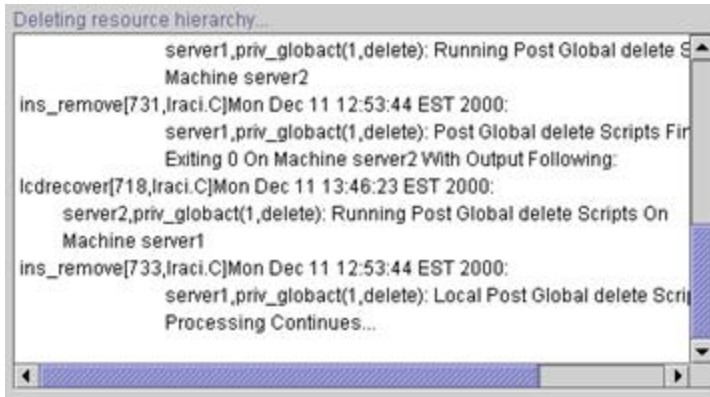 Deleting resource hierarchy...
server1,priv_globact(1,delete): Running Post Global delete
Machine server2
ins_remove[731,lraci.C]Mon Dec 11 12:53:44 EST 2000:
server1,priv_globact(1,delete): Post Global delete Scripts
Exiting 0 On Machine server2 With Output Following:
lcdrecover[718,lraci.C]Mon Dec 11 13:46:23 EST 2000:
server2,priv_globact(1,delete): Running Post Global delete Scripts On
Machine server1
ins_remove[733,lraci.C]Mon Dec 11 12:53:44 EST 2000:
server1,priv_globact(1,delete): Local Post Global delete
Processing Continues...